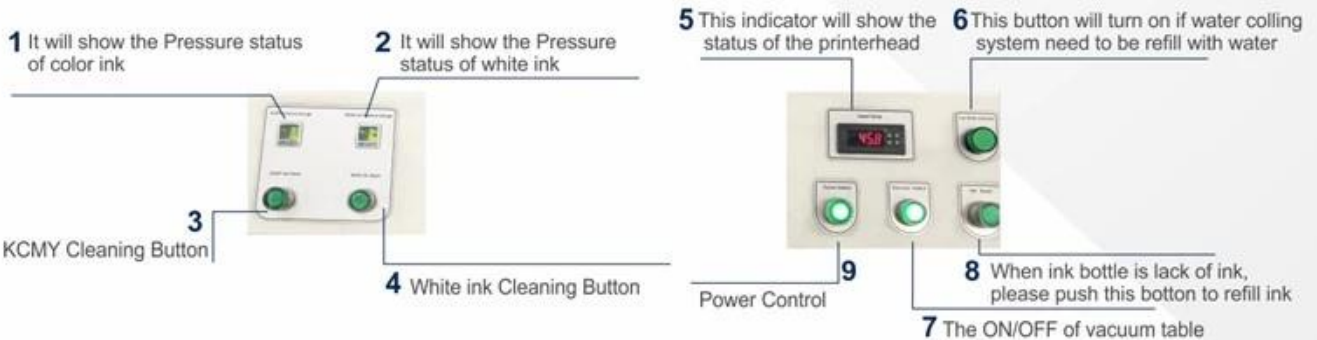 1 It will show the Pressure status
of color ink
2 It will show the Pressure
status of white ink
3
KCMY Cleaning Button
4 White ink Cleaning Button
5 This indicator will show the
status of the printerhead
6 This button will turn on if water colling
system need to be refill with water
45.8
9
Power Control
8 When ink bottle is lack of ink,
please push this botton to refill ink
7 The ON/OFF of vacuum table